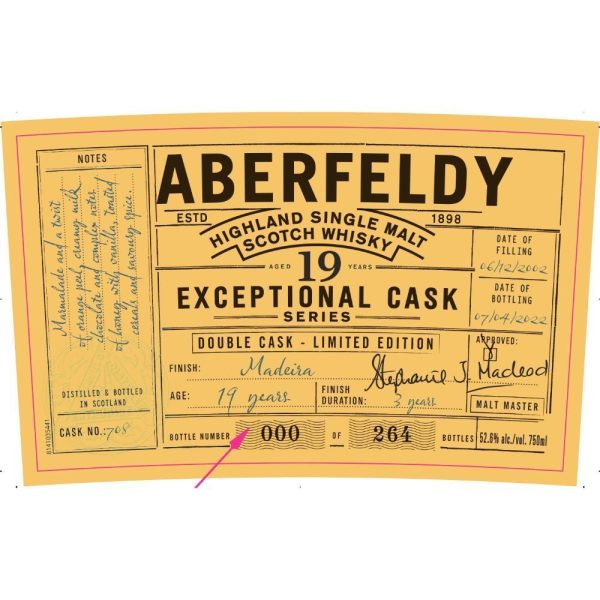 NOTES
Marmalade and a twist
of orange peel, creamy milk
chocolate and complex notes
of honey with vanilla, toasted
cereals and savoury spice.
DISTILLED & BOTTLED
IN SCOTLAND
CASK NO.: 708
8141005441
ABERFELDY
ESTD 1898
HIGHLAND SINGLE MALT
SCOTCH WHISKY
AGED 19 YEARS
EXCEPTIONAL CASK
SERIES
DOUBLE CASK - LIMITED EDITION
FINISH: Madeira
AGE: 19 years
FINISH
DURATION: 3 years
BOTTLE NUMBER 000 OF 264 BOTTLES
DATE OF
FILLING
06/12/2002
DATE OF
BOTTLING
07/04/2022
APPROVED:
Stephanie J. Macleod
MALT MASTER
52.6% alc./vol. 750ml